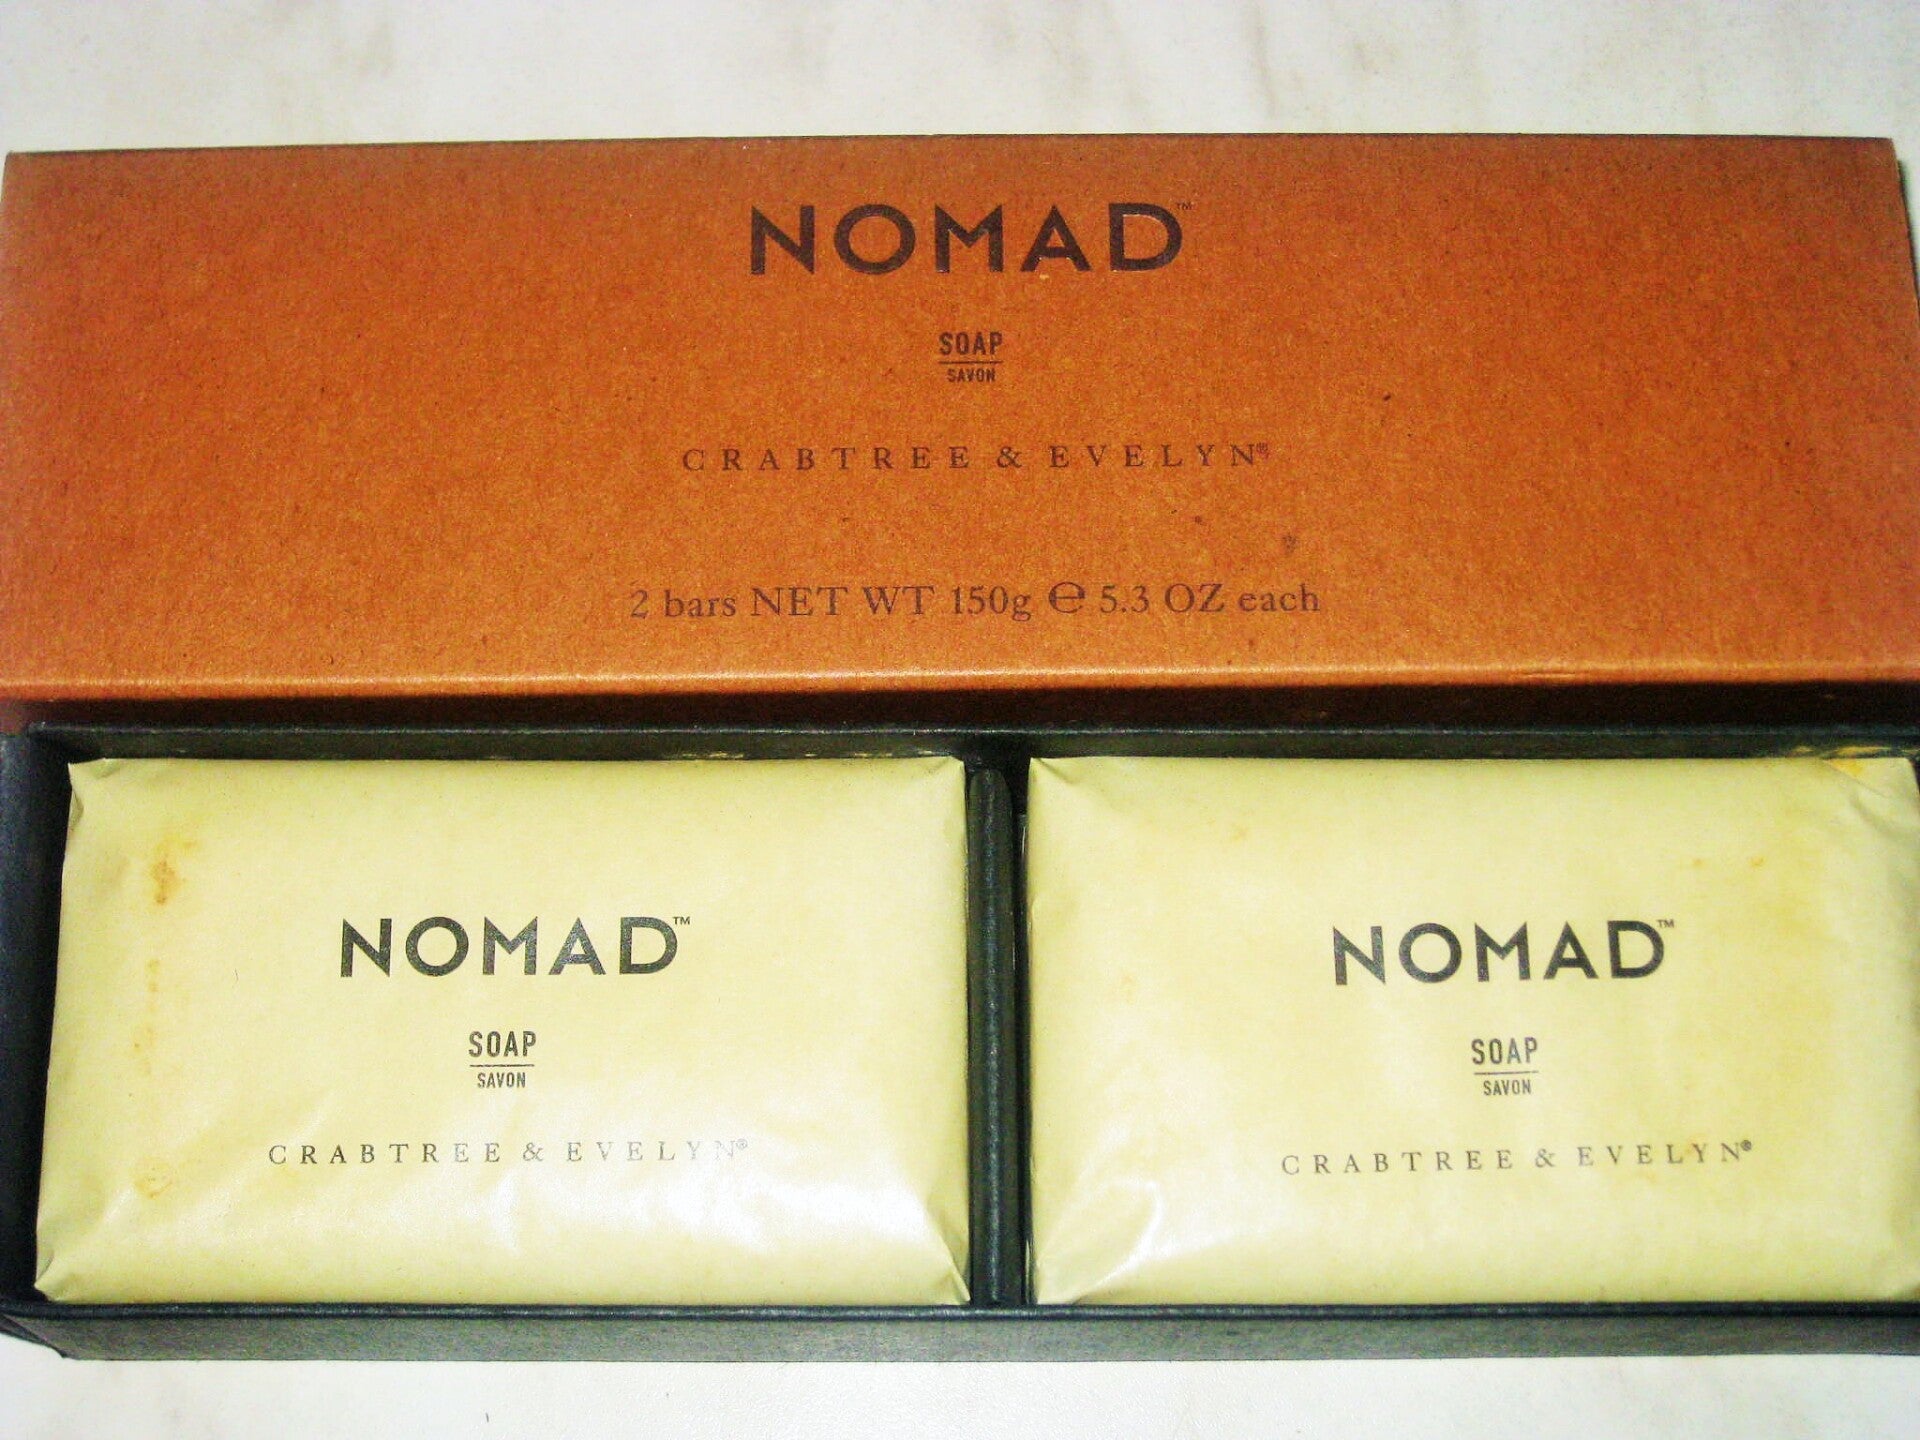 NOMAD™
SOAP
SAVON
CRABTREE & EVELYN®
2 bars NET WT 150g ℮ 5.3 OZ each
NOMAD™
SOAP
SAVON
CRABTREE & EVELYN®
NOMAD™
SOAP
SAVON
CRABTREE & EVELYN®